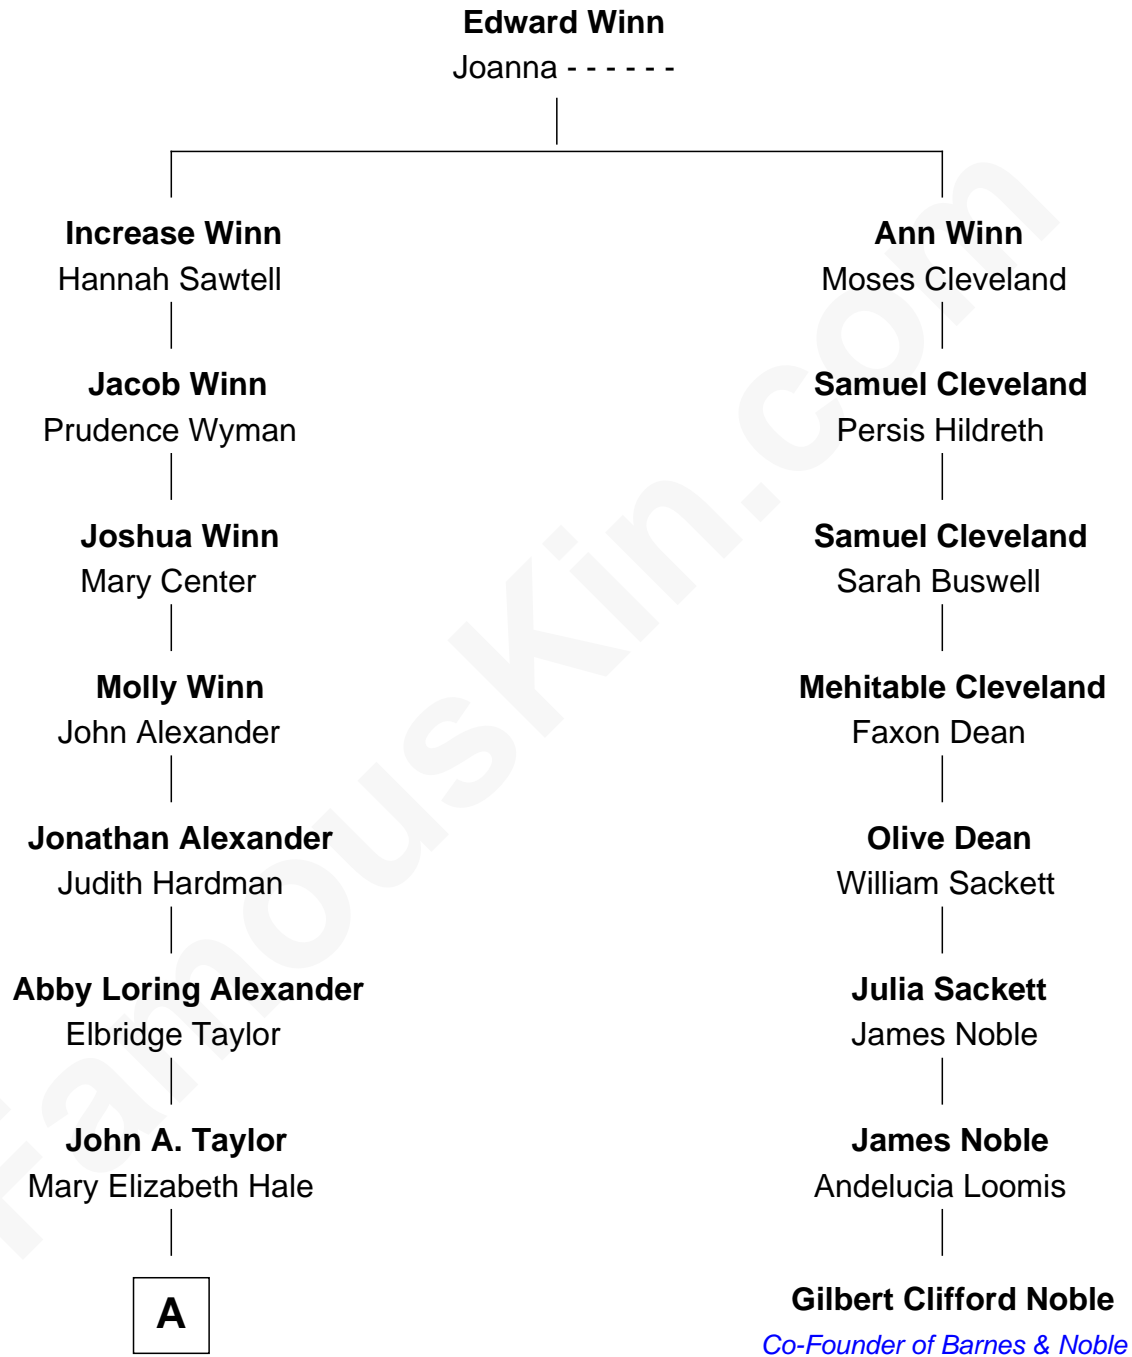 Edward Winn
Joanna - - - - - -
Increase Winn
Hannah Sawtell
Ann Winn
Moses Cleveland
Jacob Winn
Prudence Wyman
Samuel Cleveland
Persis Hildreth
Joshua Winn
Mary Center
Samuel Cleveland
Sarah Buswell
Molly Winn
John Alexander
Mehitable Cleveland
Faxon Dean
Jonathan Alexander
Judith Hardman
Olive Dean
William Sackett
Abby Loring Alexander
Elbridge Taylor
Julia Sackett
James Noble
John A. Taylor
Mary Elizabeth Hale
James Noble
Andelucia Loomis
A
Gilbert Clifford Noble
Co-Founder of Barnes & Noble
FamousKin.com